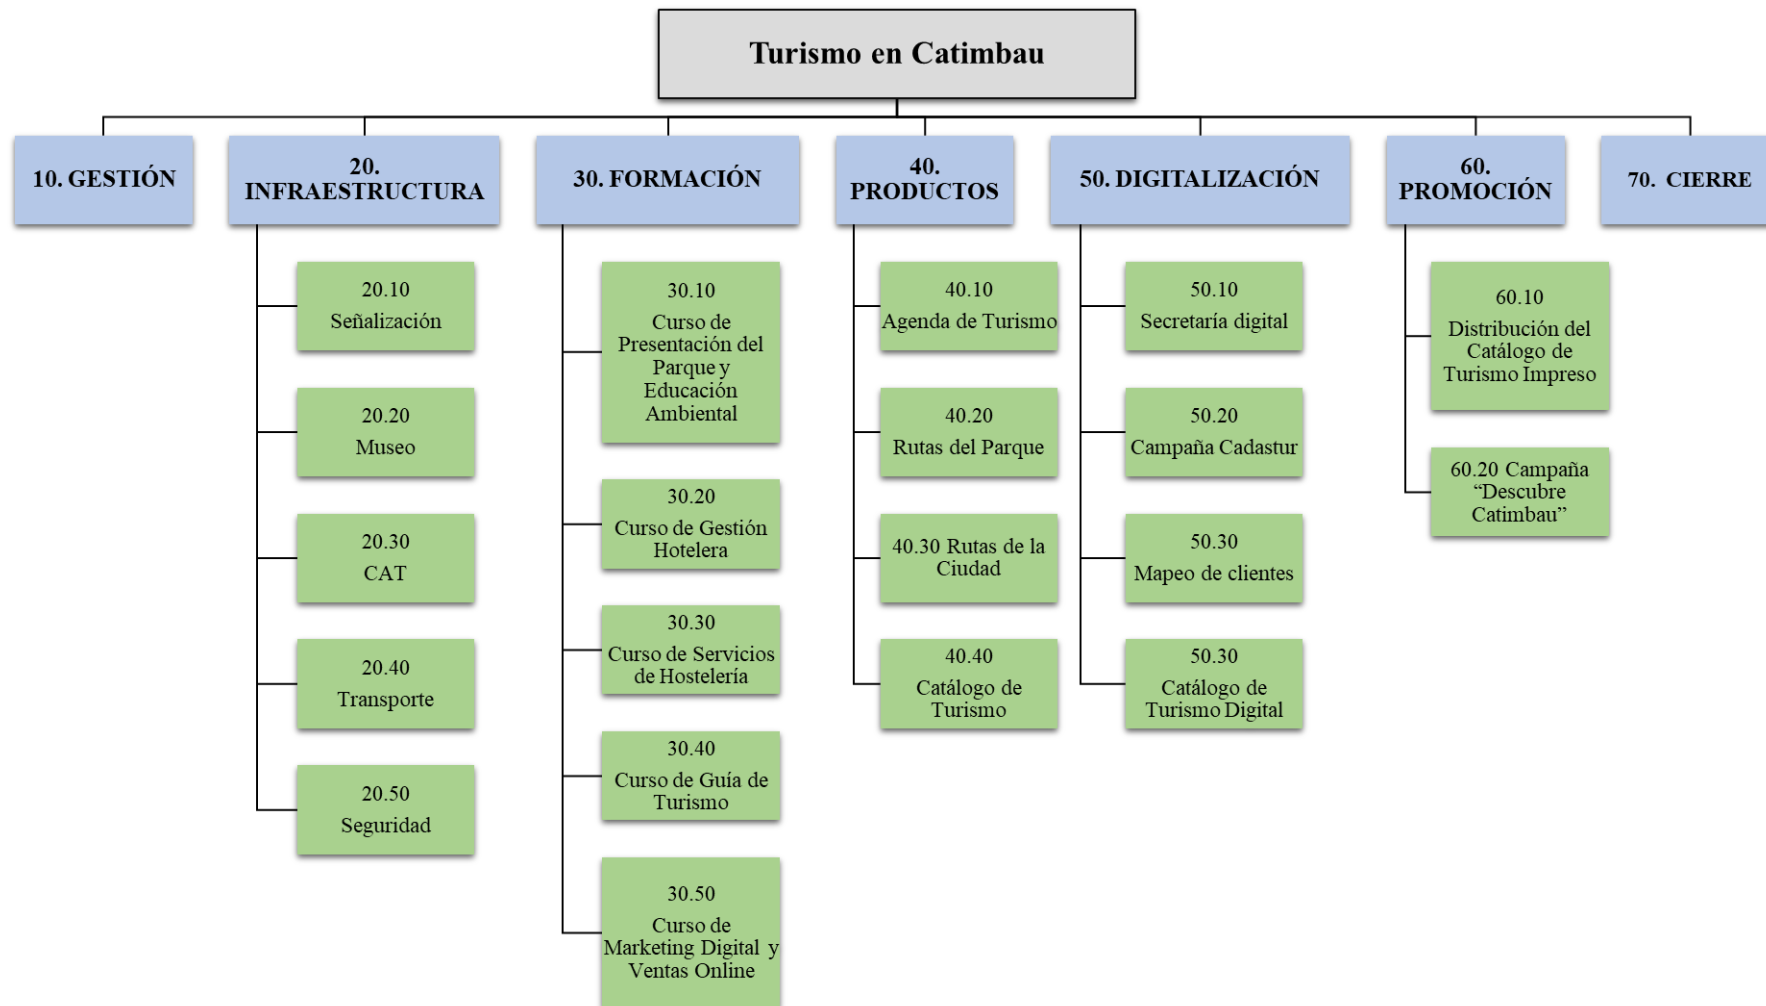 Turismo en Catimbau
10. GESTIÓN
20.
INFRAESTRUCTURA
30. FORMACIÓN
40.
PRODUCTOS
50. DIGITALIZACIÓN
60.
PROMOCIÓN
70. CIERRE
20.10
Señalización
20.20
Museo
20.30
CAT
20.40
Transporte
20.50
Seguridad
30.10
Curso de
Presentación del
Parque y
Educación
Ambiental
30.20
Curso de Gestión
Hotelera
30.30
Curso de Servicios
de Hostelería
30.40
Curso de Guía de
Turismo
30.50
Curso de
Marketing Digital y
Ventas Online
40.10
Agenda de Turismo
40.20
Rutas del Parque
40.30 Rutas de la
Ciudad
40.40
Catálogo de
Turismo
50.10
Secretaría digital
50.20
Campaña Cadastur
50.30
Mapeo de clientes
50.30
Catálogo de
Turismo Digital
60.10
Distribución del
Catálogo de
Turismo Impreso
60.20 Campaña
“Descubre
Catimbau”